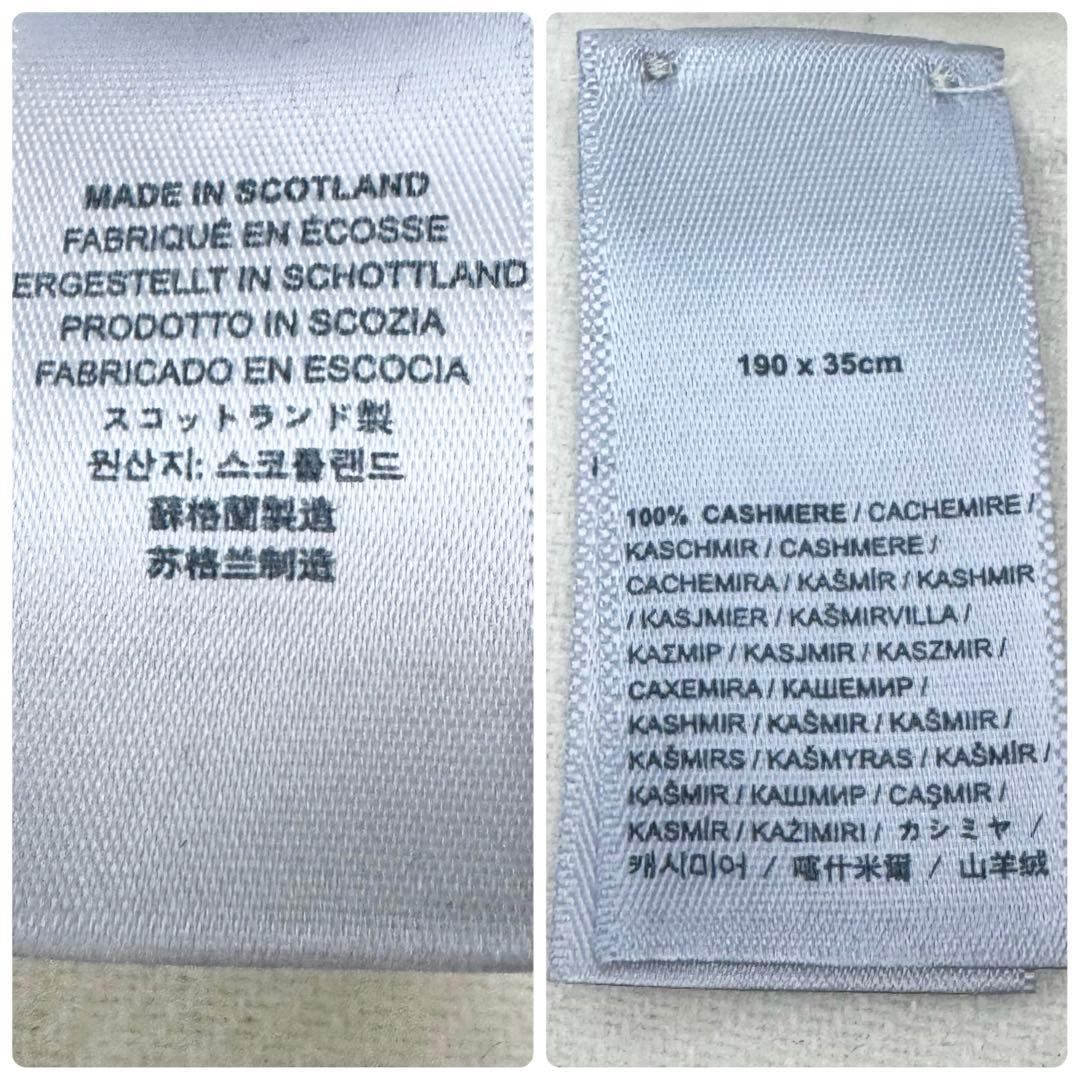 MADE IN SCOTLAND
FABRIQUÉ EN ÉCOSSE
ERGESTELLT IN SCHOTTLAND
PRODOTTO IN SCOZIA
FABRICADO EN ESCOCIA
スコットランド製
원산지: 스코틀랜드
蘇格蘭製造
苏格兰制造
190 x 35cm
100% CASHMERE / CACHEMIRE /
KASCHMIR / CASHMERE /
CACHEMIRA / KAŠMÍR / KASHMIR
/ KASJMIER / KAŠMIRVILLA /
ΚΑΣΜΙΡ / KASJMIR / KASZMIR /
CAXEMIRA / КАШЕМИР /
KASHMIR / KAŠMIR / KAŠMIIR /
KAŠMIRS / KAŠMYRAS / KAŠMÍR /
KAŠMIR / КАШМИР / CAŞMIR /
KASMÍR / KAŻIMIRI / カシミヤ /
캐시미어 / 喀什米爾 / 山羊绒